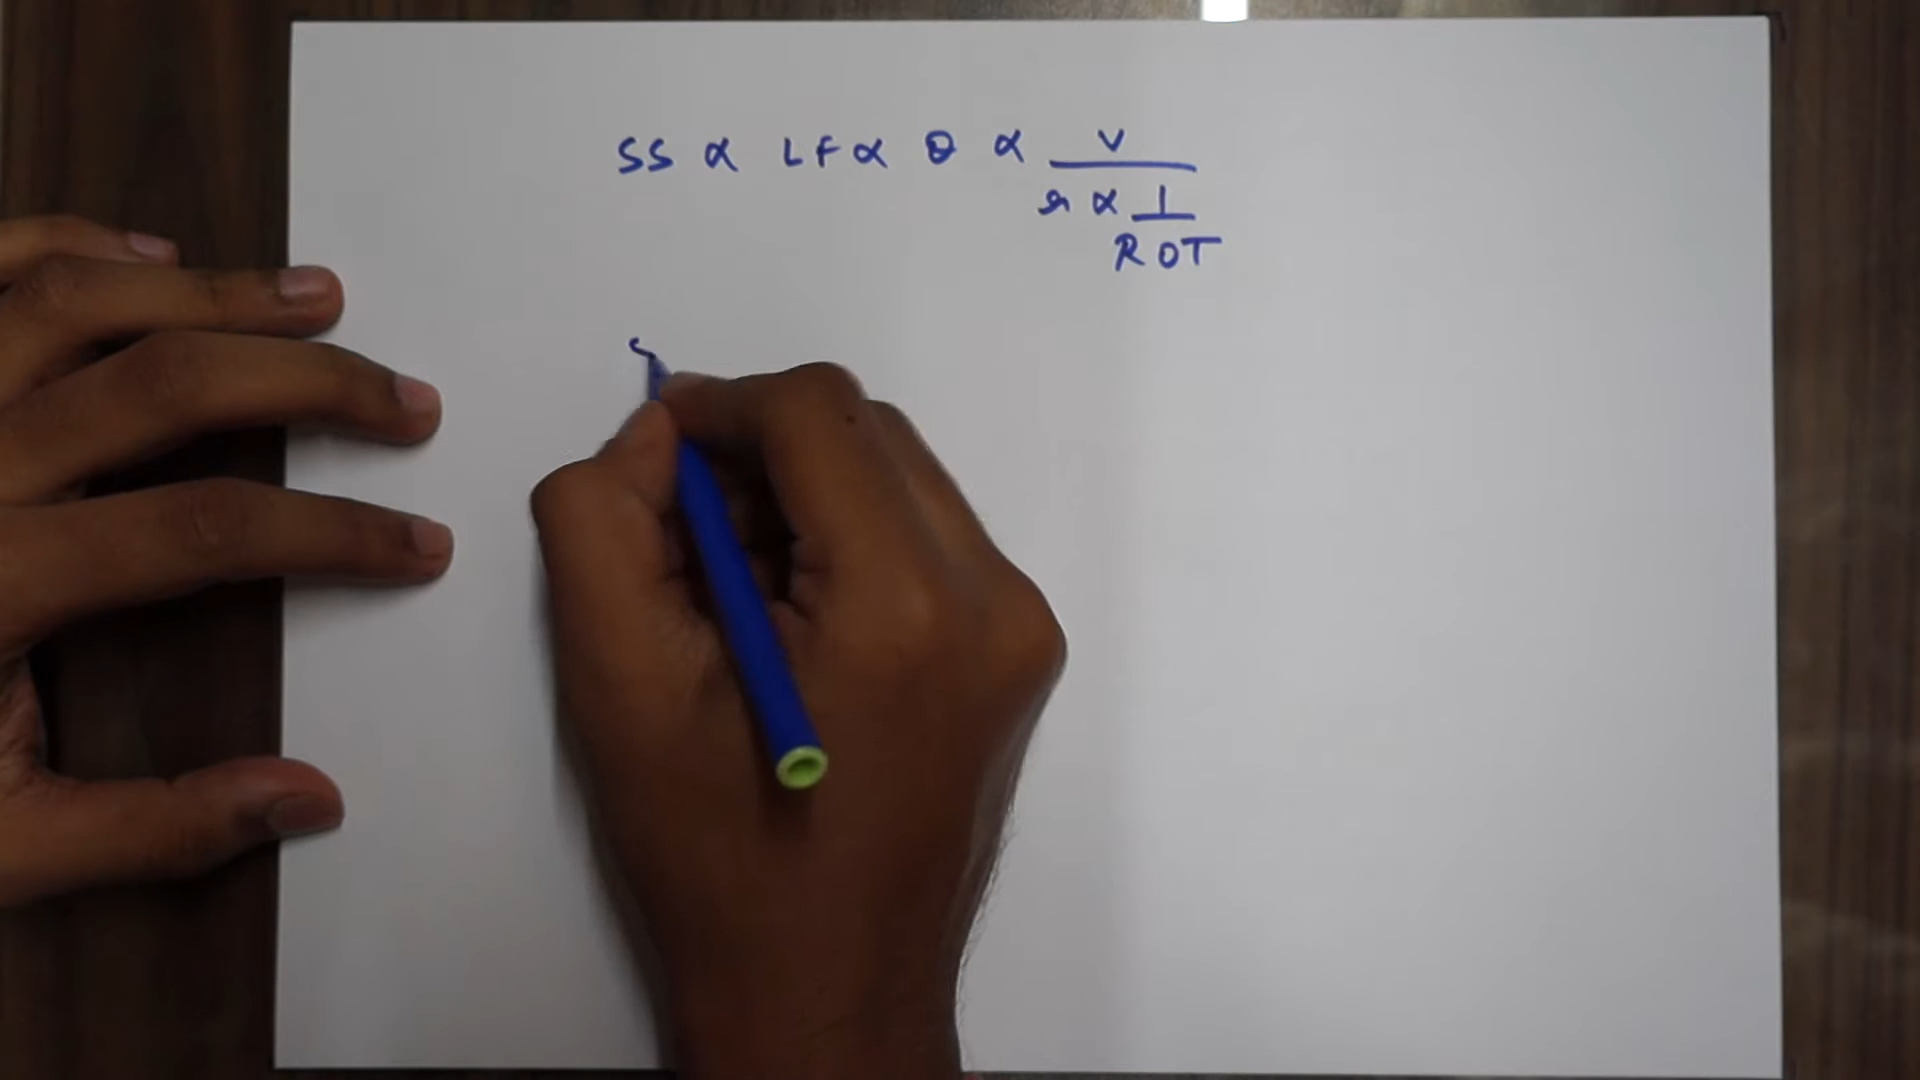 SS ∝ LF ∝ θ ∝ V
r ∝ 1
ROT
S